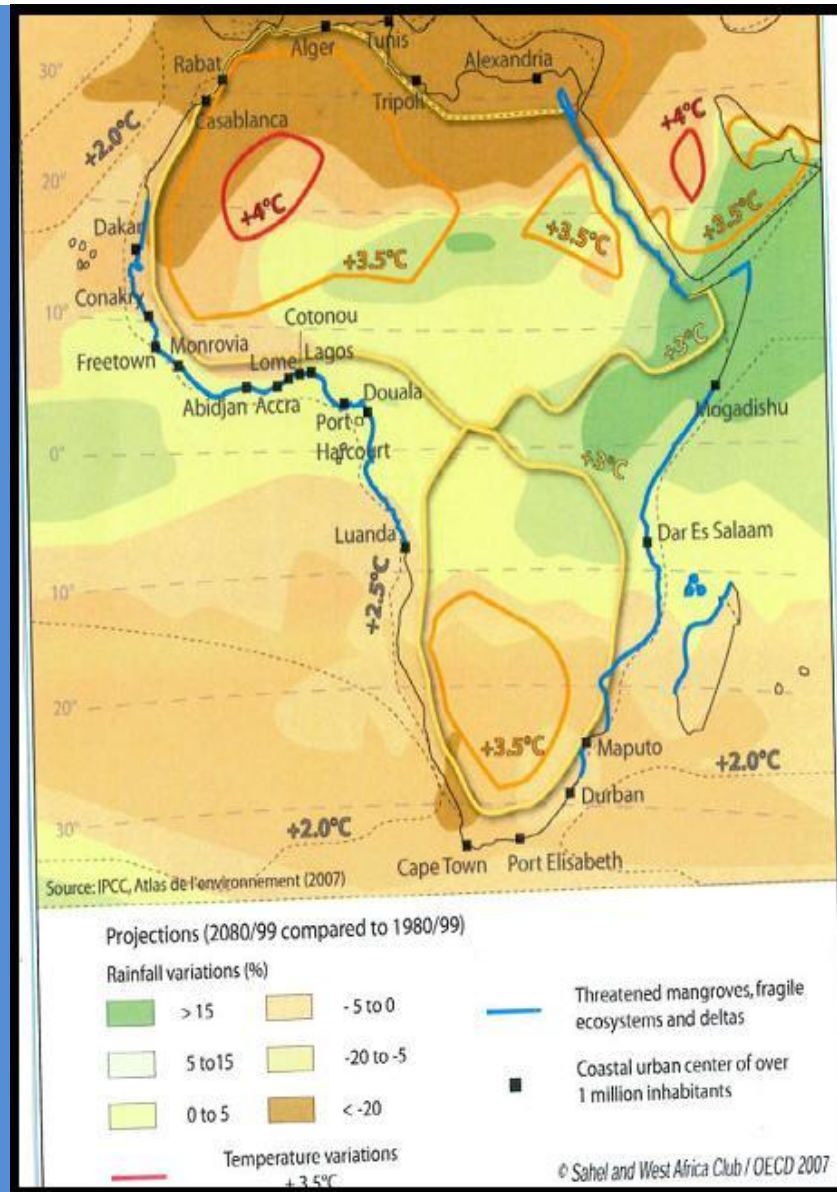 Tunis
Alger
Alexandria
30°
Rabat
Tripoli
Casablanca
+2.0°C
+4°C
20°
+4°C
Dakar
+3.5°C
+3.5°C
+3.5°C
10°
Conakry
Cotonou
Freetown
Monrovia
Lome
Lagos
+3°C
Abidjan
Accra
Douala
Port
Harcourt
Mogadishu
0°
+3°C
Luanda
Dar Es Salaam
10°
+2.5°C
20°
+3.5°C
Maputo
+2.0°C
Durban
30°
+2.0°C
Cape Town
Port Elisabeth
Source: IPCC, Atlas de l'environnement (2007)
Projections (2080/99 compared to 1980/99)
Rainfall variations (%)
> 15
- 5 to 0
5 to15
-20 to -5
0 to 5
< -20
Threatened mangroves, fragile
ecosystems and deltas
Coastal urban center of over
1 million inhabitants
Temperature variations
+ 3.5°C
© Sahel and West Africa Club / OECD 2007